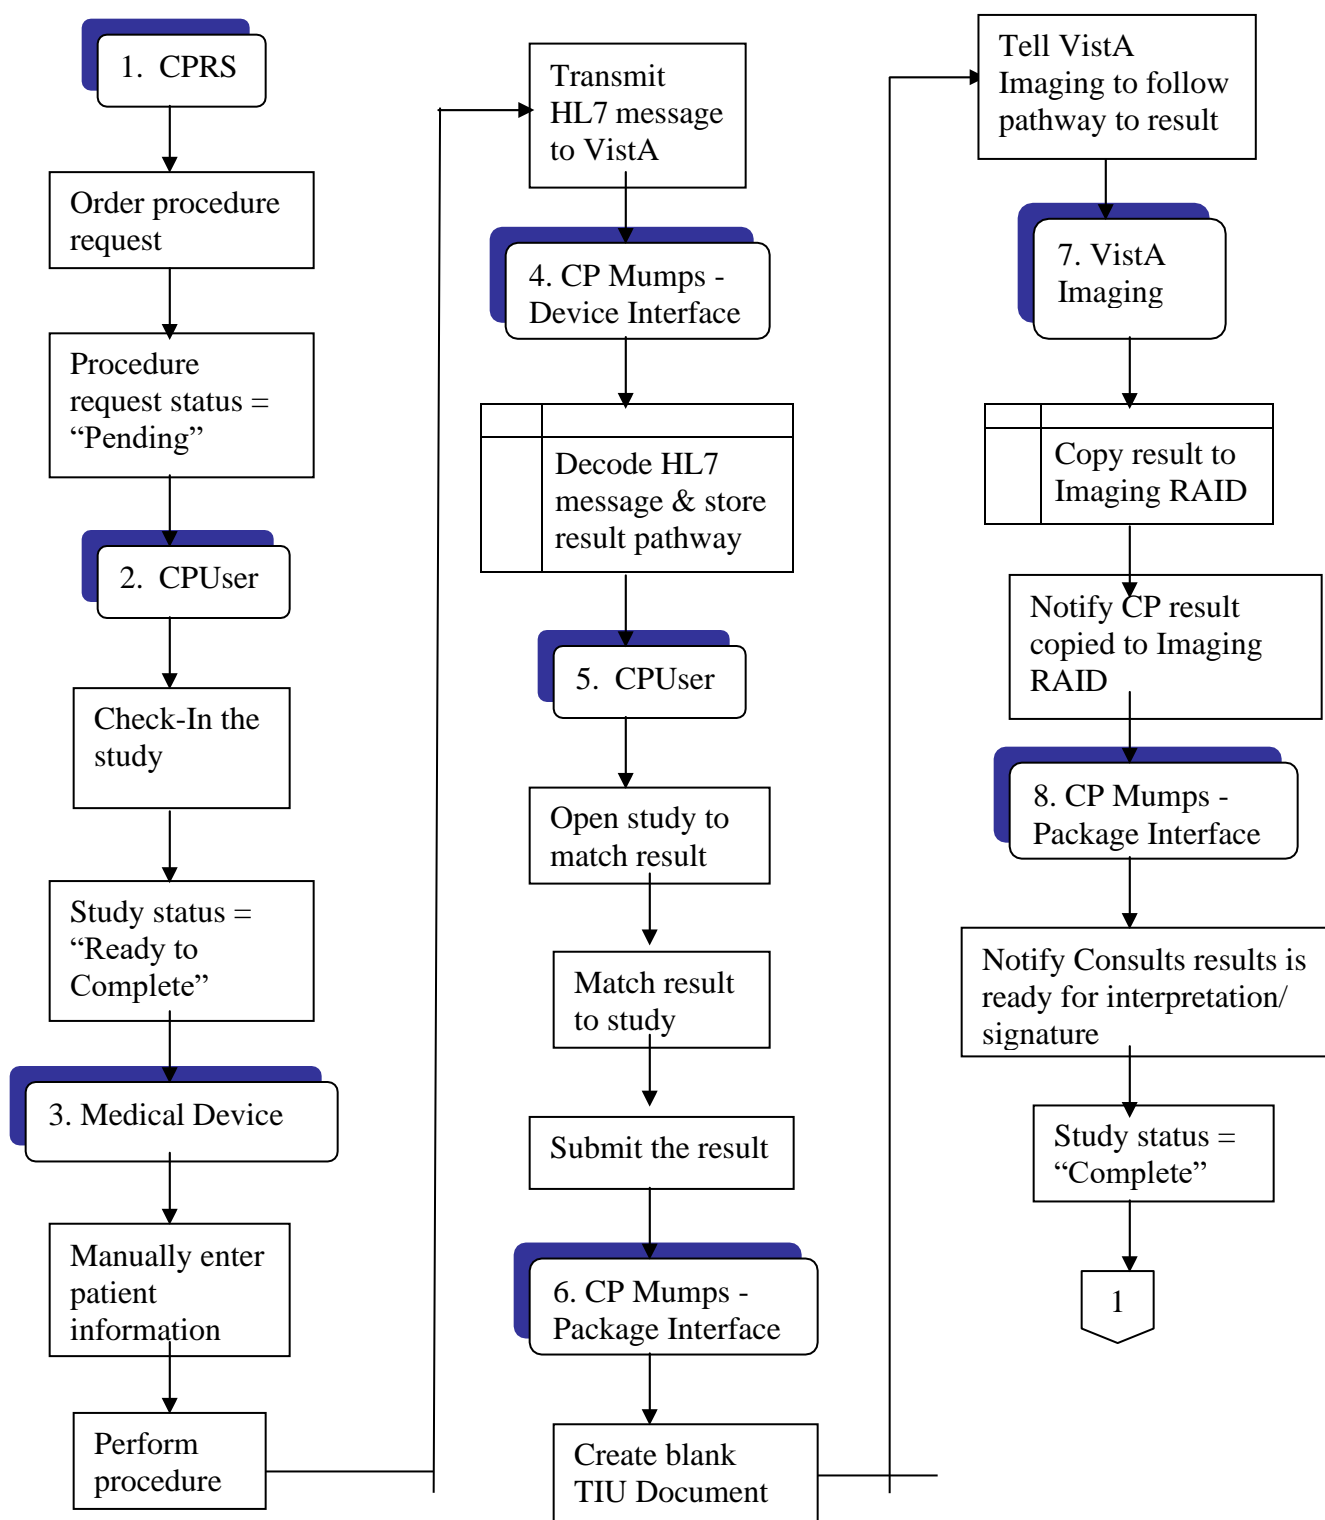 1. CPRS
Order procedure
request
Procedure
request status =
“Pending”
2. CPUser
Check-In the
study
Study status =
“Ready to
Complete”
3. Medical Device
Manually enter
patient
information
Perform
procedure
Transmit
HL7 message
to VistA
4. CP Mumps -
Device Interface
Decode HL7
message & store
result pathway
5. CPUser
Open study to
match result
Match result
to study
Submit the result
6. CP Mumps -
Package Interface
Create blank
TIU Document
Tell VistA
Imaging to follow
pathway to result
7. VistA
Imaging
Copy result to
Imaging RAID
Notify CP result
copied to Imaging
RAID
8. CP Mumps -
Package Interface
Notify Consults results is
ready for interpretation/
signature
Study status =
“Complete”
1